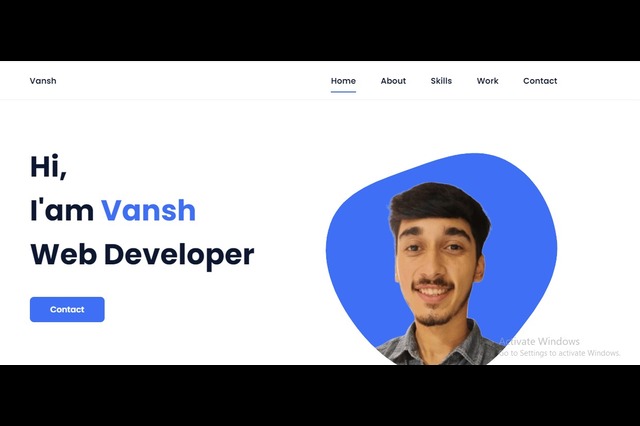 Vansh
Home About Skills Work Contact
Hi,
I'am Vansh
Web Developer
Contact
Activate Windows
Go to Settings to activate Windows.